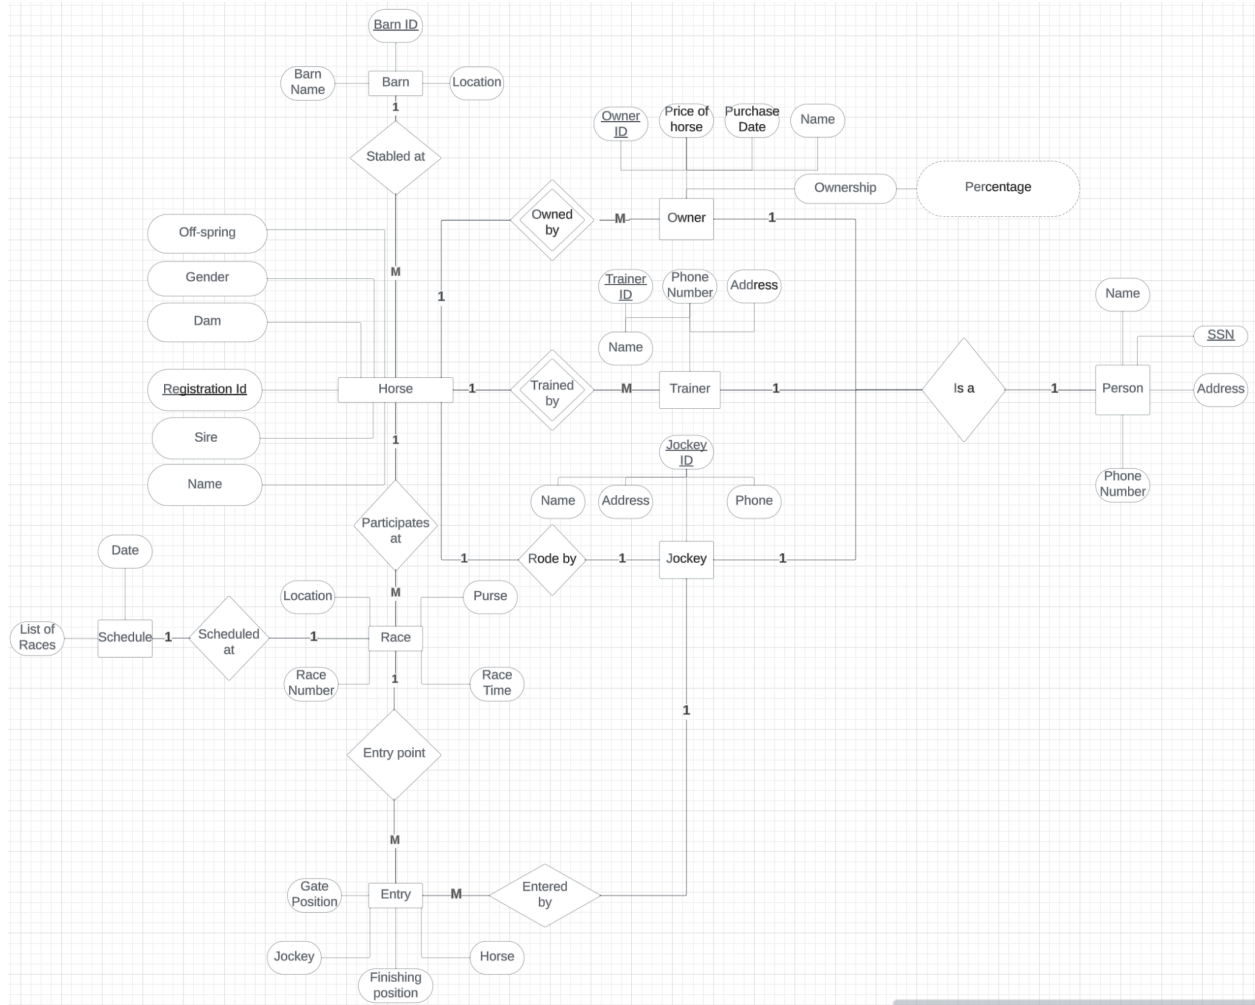 Barn ID
Barn
Name
Barn
Location
1
Stabled at
M
Owner
ID
Price of
horse
Purchase
Date
Name
Ownership
Percentage
Owned
by
M
Owner
1
1
Off-spring
Gender
Dam
Registration Id
Sire
Name
Horse
1
Trained
by
M
Trainer
ID
Phone
Number
Address
Name
Trainer
1
Is a
1
Person
Name
SSN
Address
Phone
Number
1
Participates
at
M
Jockey
ID
Name
Address
Phone
1
Rode by
1
Jockey
1
Date
List of
Races
Schedule
1
Scheduled
at
1
Location
Purse
Race
Race
Number
Race
Time
1
Entry point
M
1
Gate
Position
Entry
M
Entered
by
Jockey
Finishing
position
Horse